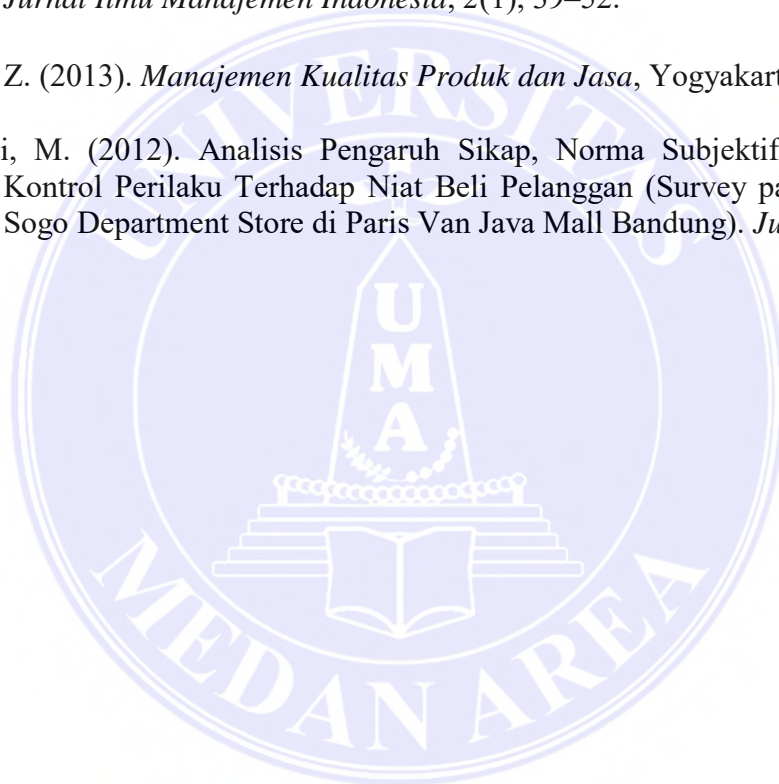 Jurnal Ilmu Manajemen Indonesia, 2(1), 39–52.
Z. (2013). Manajemen Kualitas Produk dan Jasa, Yogyakart
i, M. (2012). Analisis Pengaruh Sikap, Norma Subjektif
Kontrol Perilaku Terhadap Niat Beli Pelanggan (Survey pa
Sogo Department Store di Paris Van Java Mall Bandung). Ju
UNIVERSITAS
U
M
A
MEDAN AREA